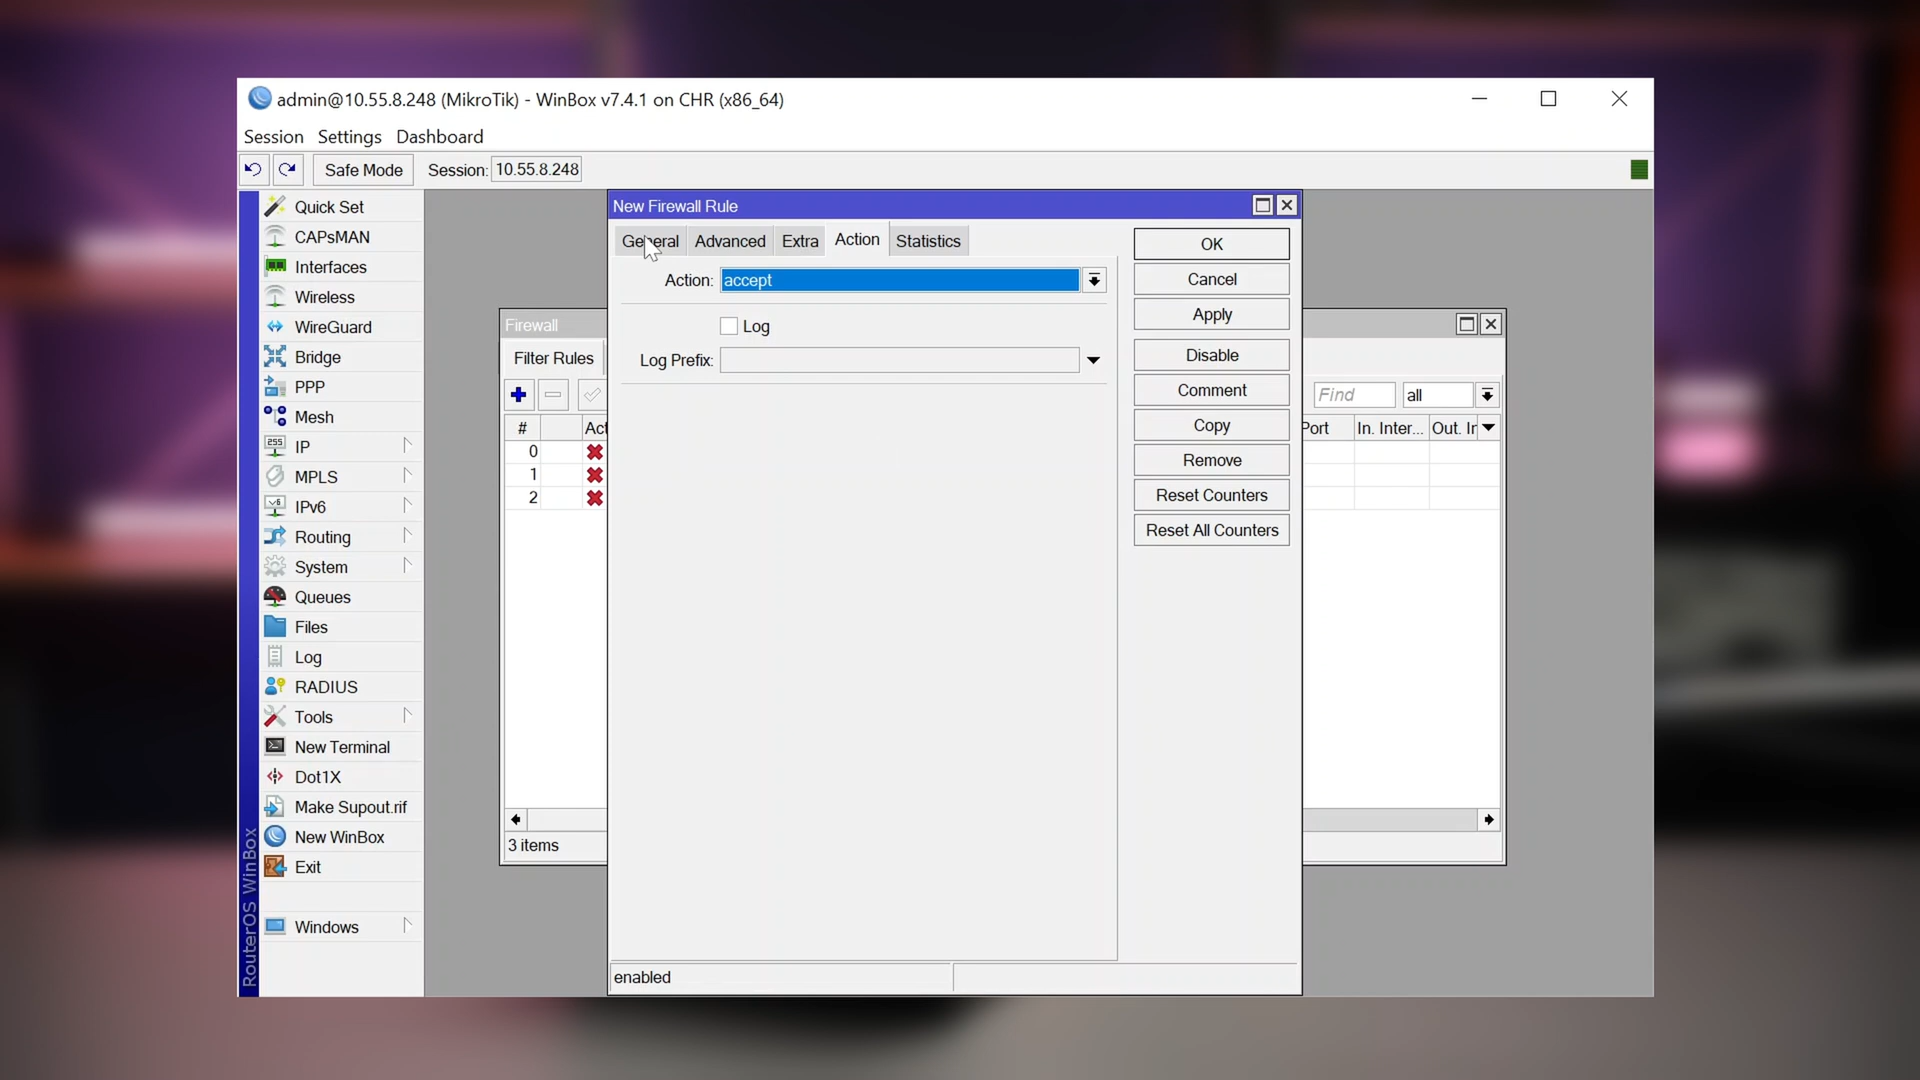 admin@10.55.8.248 (MikroTik) - WinBox v7.4.1 on CHR (x86_64)
Session Settings Dashboard
Safe Mode Session: 10.55.8.248
Quick Set
CAPsMAN
Interfaces
Wireless
WireGuard
Bridge
PPP
Mesh
255
IP
MPLS
v6
IPv6
Routing
System
Queues
Files
Log
RADIUS
Tools
New Terminal
Dot1X
Make Supout.rif
New WinBox
Exit
Windows
RouterOS WinBox
Firewall
Filter Rules
Find all
# Act Port In. Inter... Out. Ir
0
1
2
3 items
New Firewall Rule
General Advanced Extra Action Statistics
Action: accept
Log
Log Prefix:
OK
Cancel
Apply
Disable
Comment
Copy
Remove
Reset Counters
Reset All Counters
enabled